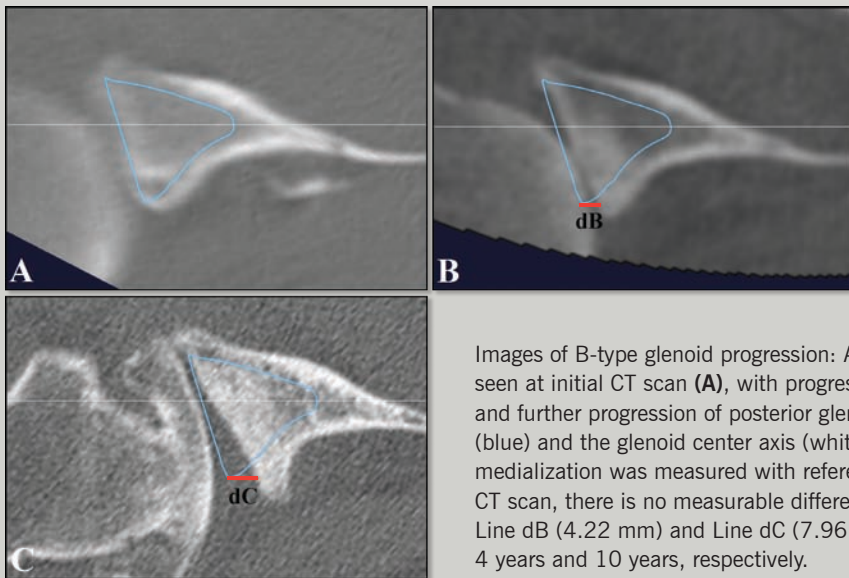 A
B
dB
C
dC
Images of B-type glenoid progression: A
seen at initial CT scan (A), with progres
and further progression of posterior glen
(blue) and the glenoid center axis (whit
medialization was measured with refere
CT scan, there is no measurable differe
Line dB (4.22 mm) and Line dC (7.96
4 years and 10 years, respectively.